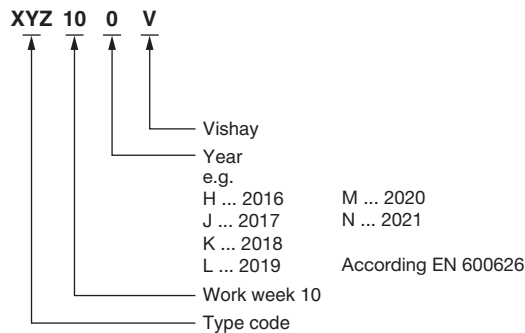 XYZ 10 0 V
Vishay
Year
e.g.
H ... 2016 M ... 2020
J ... 2017 N ... 2021
K ... 2018
L ... 2019 According EN 600626
Work week 10
Type code